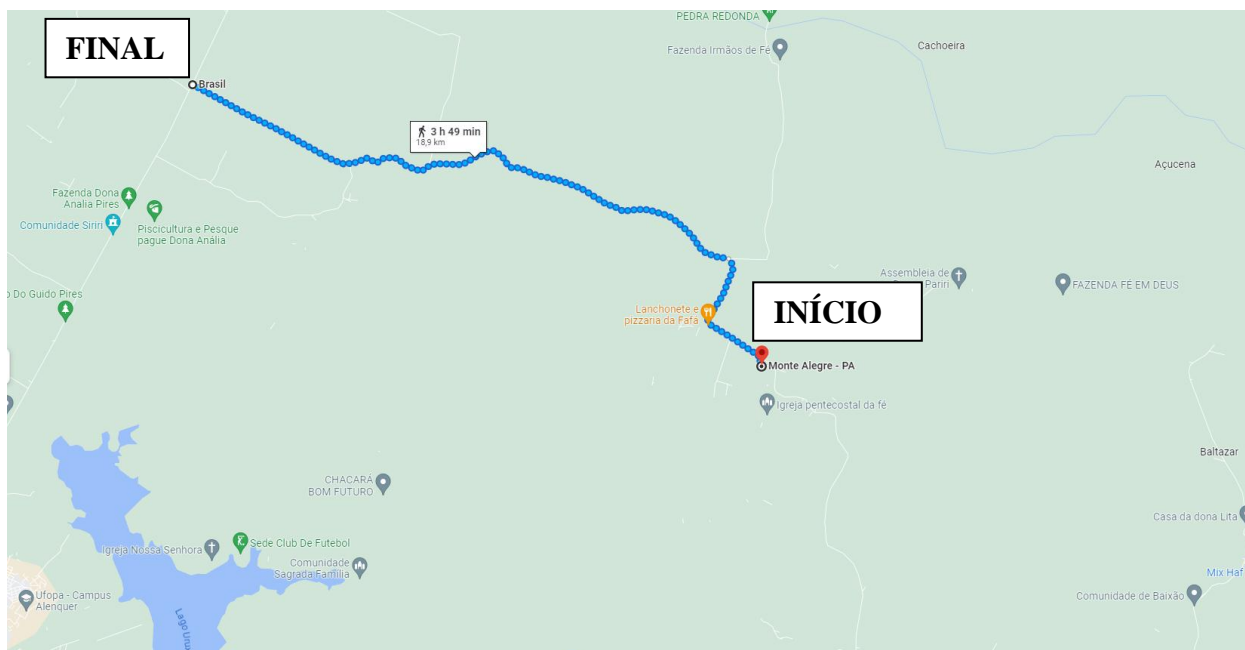 PEDRA REDONDA
FINAL
Fazenda Irmãos de Fé
Cachoeira
Brasil
3 h 49 min
18,9 km
Açucena
Fazenda Dona
Analia Pires
Comunidade Siriri
Piscicultura e Pesque
pague Dona Anália
Assembleia de
Pariri
FAZENDA FÉ EM DEUS
o Do Guido Pires
Lanchonete e
pizzaria da Fafá
INÍCIO
Monte Alegre - PA
Igreja pentecostal da fé
Baltazar
CHACARÁ
BOM FUTURO
Casa da dona Lita
Igreja Nossa Senhora
Sede Club De Futebol
Comunidade
Sagrada Família
Mix Haf
Ufopa - Campus
Alenquer
Comunidade de Baixão
Lago Uru